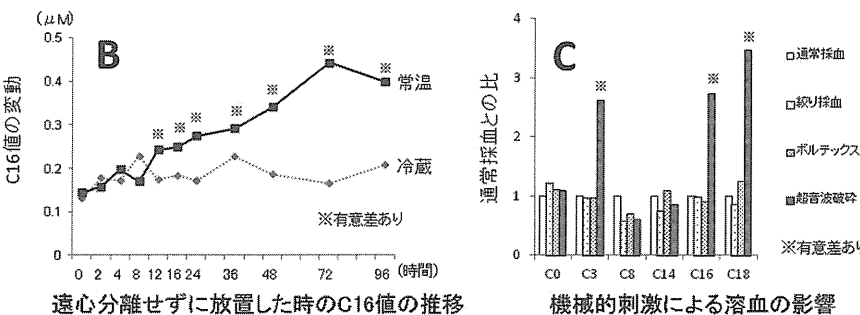 (μM)
B
C16値の変動
0.5
0.4
0.3
0.2
0.1
0
※ ※ ※ ※ ※ ※ ※
常温
冷蔵
※有意差あり
0 2 4 8 12 16 24 36 48 72 96 (時間)
遠心分離せずに放置した時のC16値の推移
C
通常採血との比
4
3
2
1
0
※ ※ ※
C0 C3 C8 C14 C16 C18
通常採血
絞り採血
ボルテックス
超音波破砕
※有意差あり
機械的刺激による溶血の影響